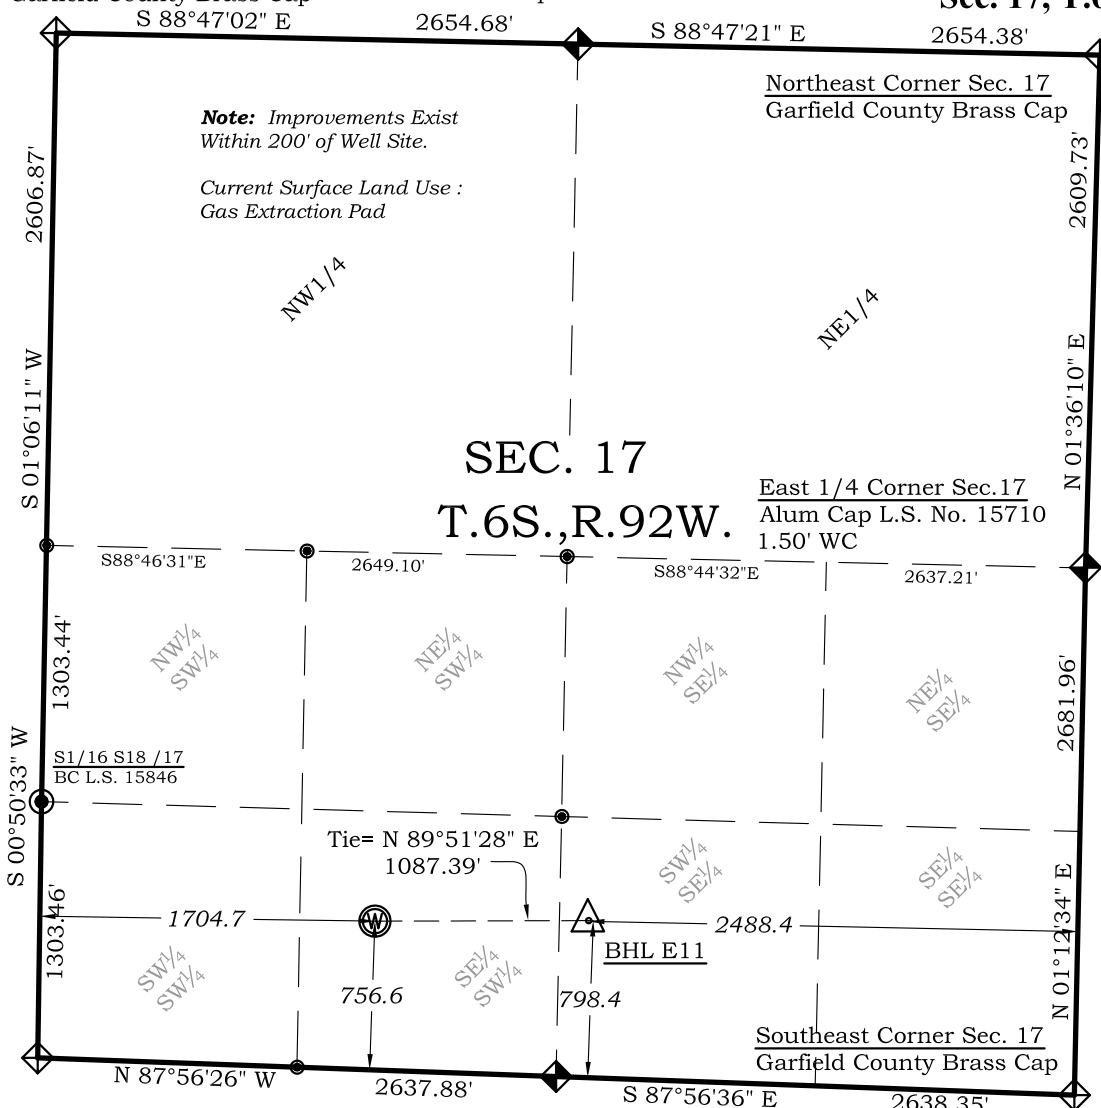 S 88°47'02" E
2654.68'
S 88°47'21" E
2654.38'
Northeast Corner Sec. 17
Garfield County Brass Cap
Note: Improvements Exist
Within 200' of Well Site.
Current Surface Land Use :
Gas Extraction Pad
2606.87'
2609.73'
NW1/4
NE1/4
S 01°06'11" W
N 01°36'10" E
SEC. 17
T.6S.,R.92W.
East 1/4 Corner Sec.17
Alum Cap L.S. No. 15710
1.50' WC
S88°46'31"E
2649.10'
S88°44'32"E
2637.21'
1303.44'
NW¼
SW¼
NE¼
SW¼
NW¼
SE¼
NE¼
SE¼
2681.96'
S1/16 S18 /17
BC L.S. 15846
S 00°50'33" W
Tie= N 89°51'28" E
1087.39'
SW¼
SE¼
SE¼
SE¼
1303.46'
1704.7
W
2488.4
BHL E11
N 01°12'34" E
SW¼
SW¼
SE¼
SW¼
756.6
798.4
Southeast Corner Sec. 17
Garfield County Brass Cap
N 87°56'26" W
2637.88'
S 87°56'36" E
2638.35'